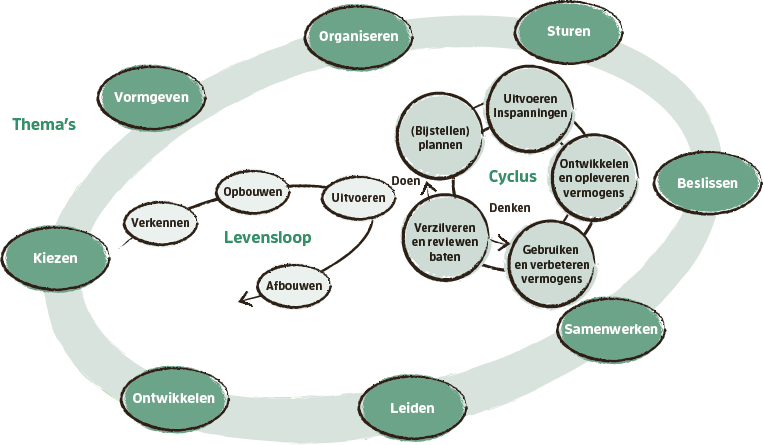 Organiseren
Sturen
Vormgeven
Thema's
Uitvoeren
Inspanningen
(Bijstellen)
plannen
Ontwikkelen
en opleveren
vermogens
Cyclus
Doen
Denken
Beslissen
Opbouwen
Uitvoeren
Verkennen
Levensloop
Verzilveren
en reviewen
baten
Gebruiken
en verbeteren
vermogens
Kiezen
Afbouwen
Samenwerken
Ontwikkelen
Leiden